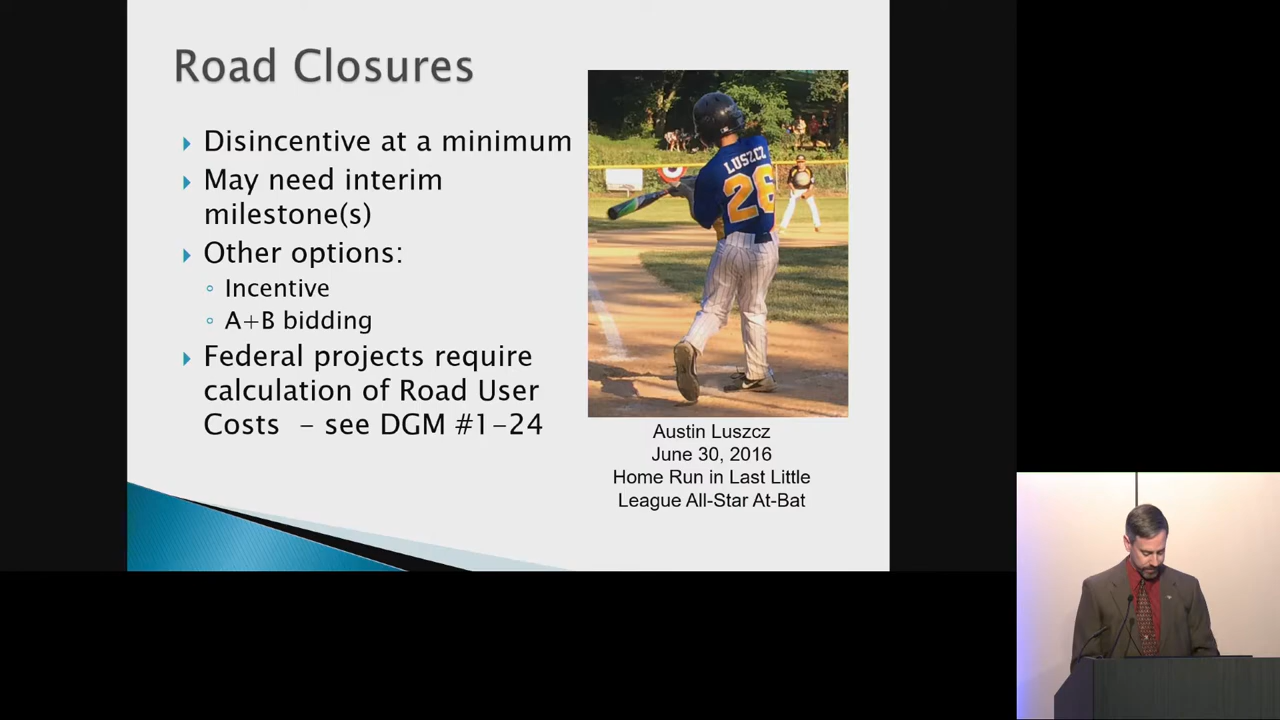 Road Closures
Disincentive at a minimum
May need interim
milestone(s)
Other options:
Incentive
A+B bidding
Federal projects require
calculation of Road User
Costs - see DGM #1-24
LUSZCZ
26
Austin Luszcz
June 30, 2016
Home Run in Last Little
League All-Star At-Bat